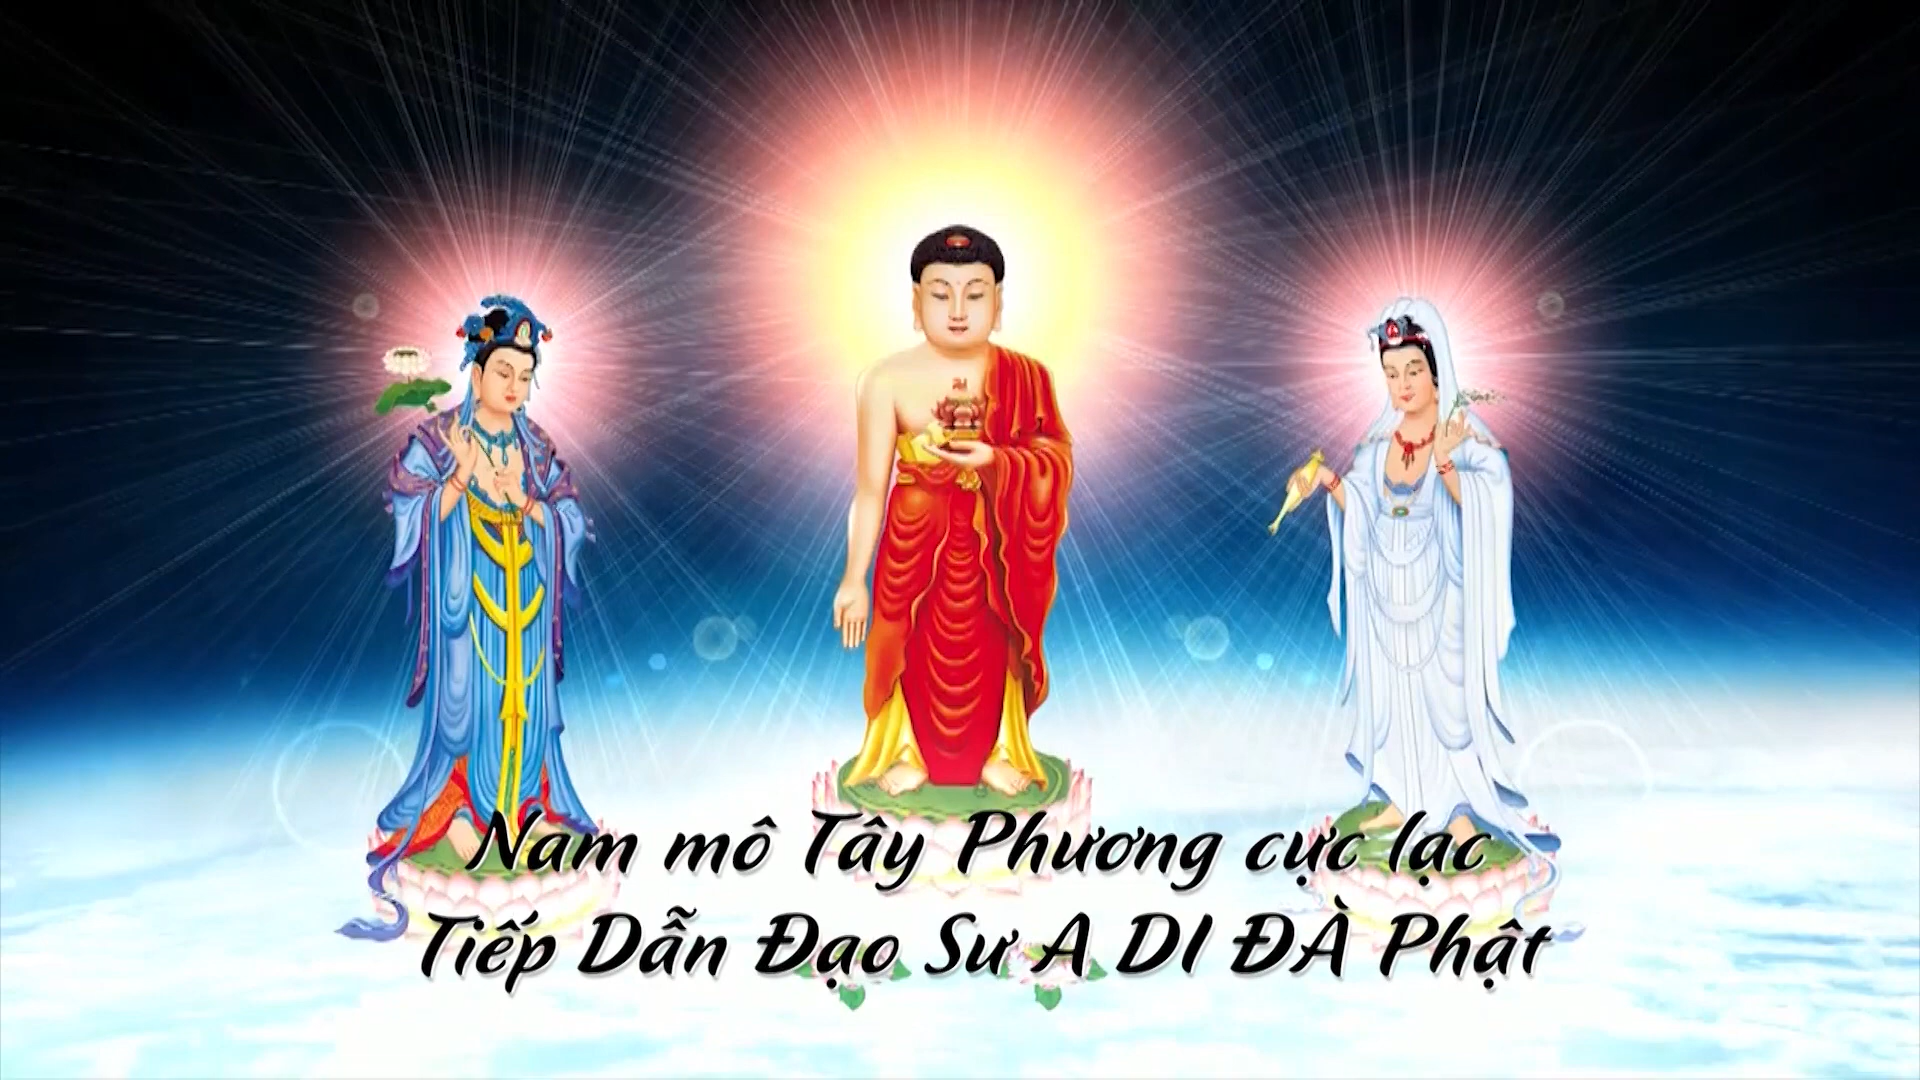 Nam mô Tây Phương cực lạc
Tiếp Dẫn Đạo Sư A DI ĐÀ Phật